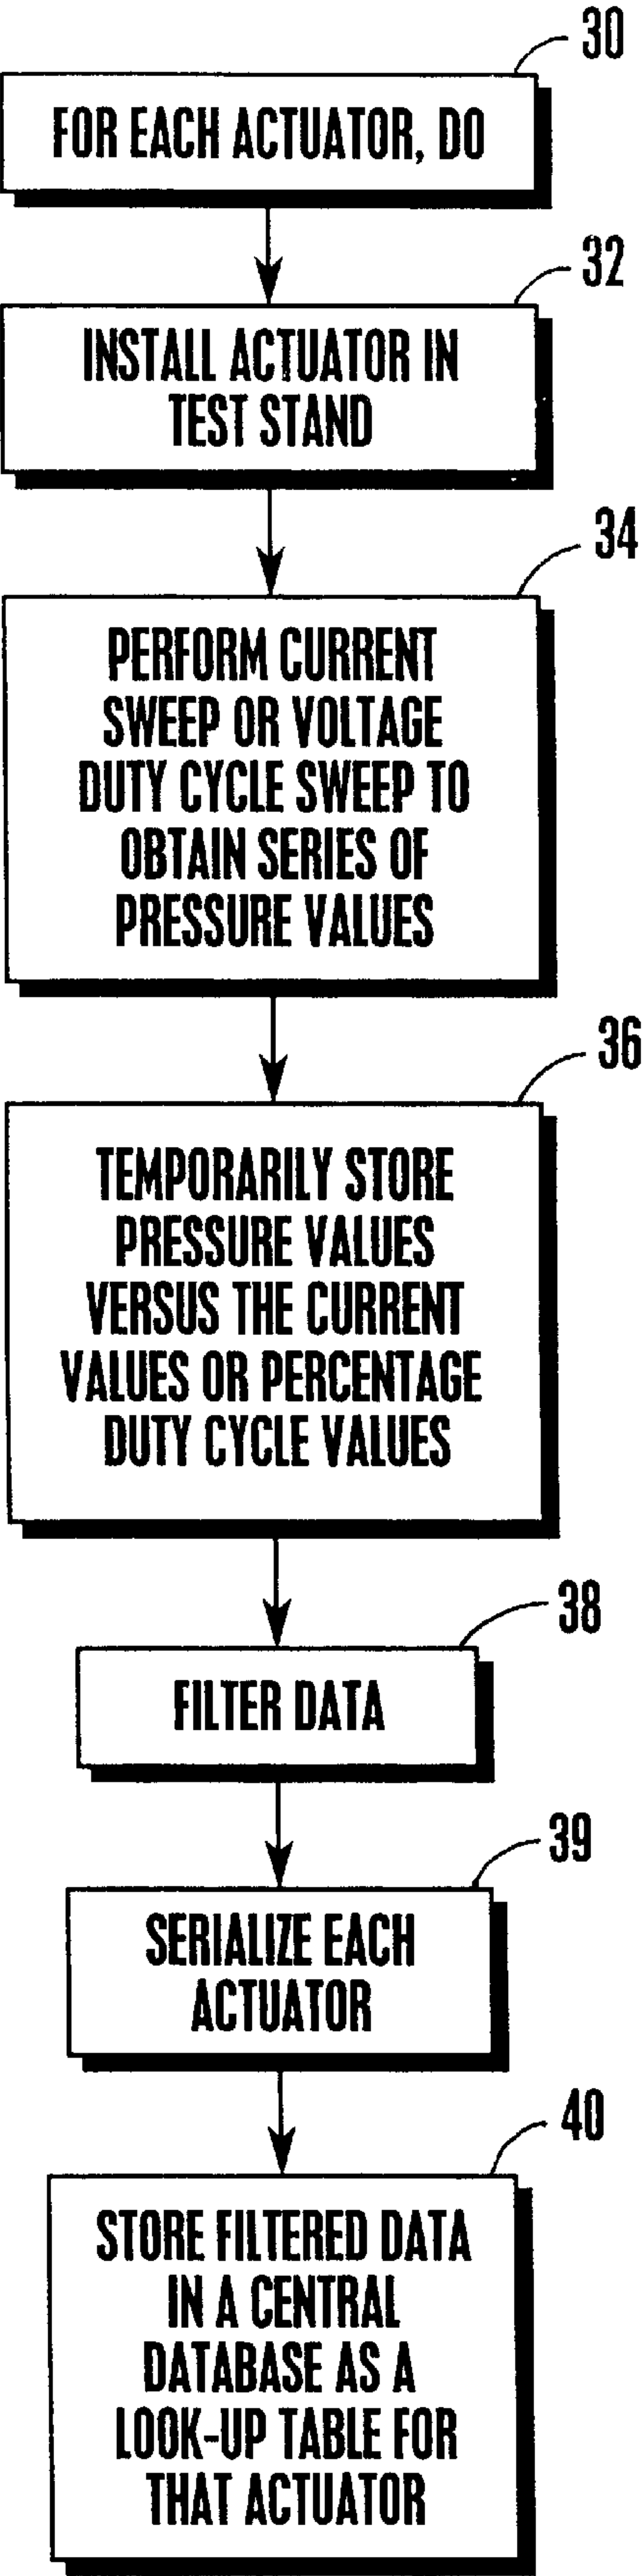 30
FOR EACH ACTUATOR, DO
32
INSTALL ACTUATOR IN
TEST STAND
34
PERFORM CURRENT
SWEEP OR VOLTAGE
DUTY CYCLE SWEEP TO
OBTAIN SERIES OF
PRESSURE VALUES
36
TEMPORARILY STORE
PRESSURE VALUES
VERSUS THE CURRENT
VALUES OR PERCENTAGE
DUTY CYCLE VALUES
38
FILTER DATA
39
SERIALIZE EACH
ACTUATOR
40
STORE FILTERED DATA
IN A CENTRAL
DATABASE AS A
LOOK-UP TABLE FOR
THAT ACTUATOR